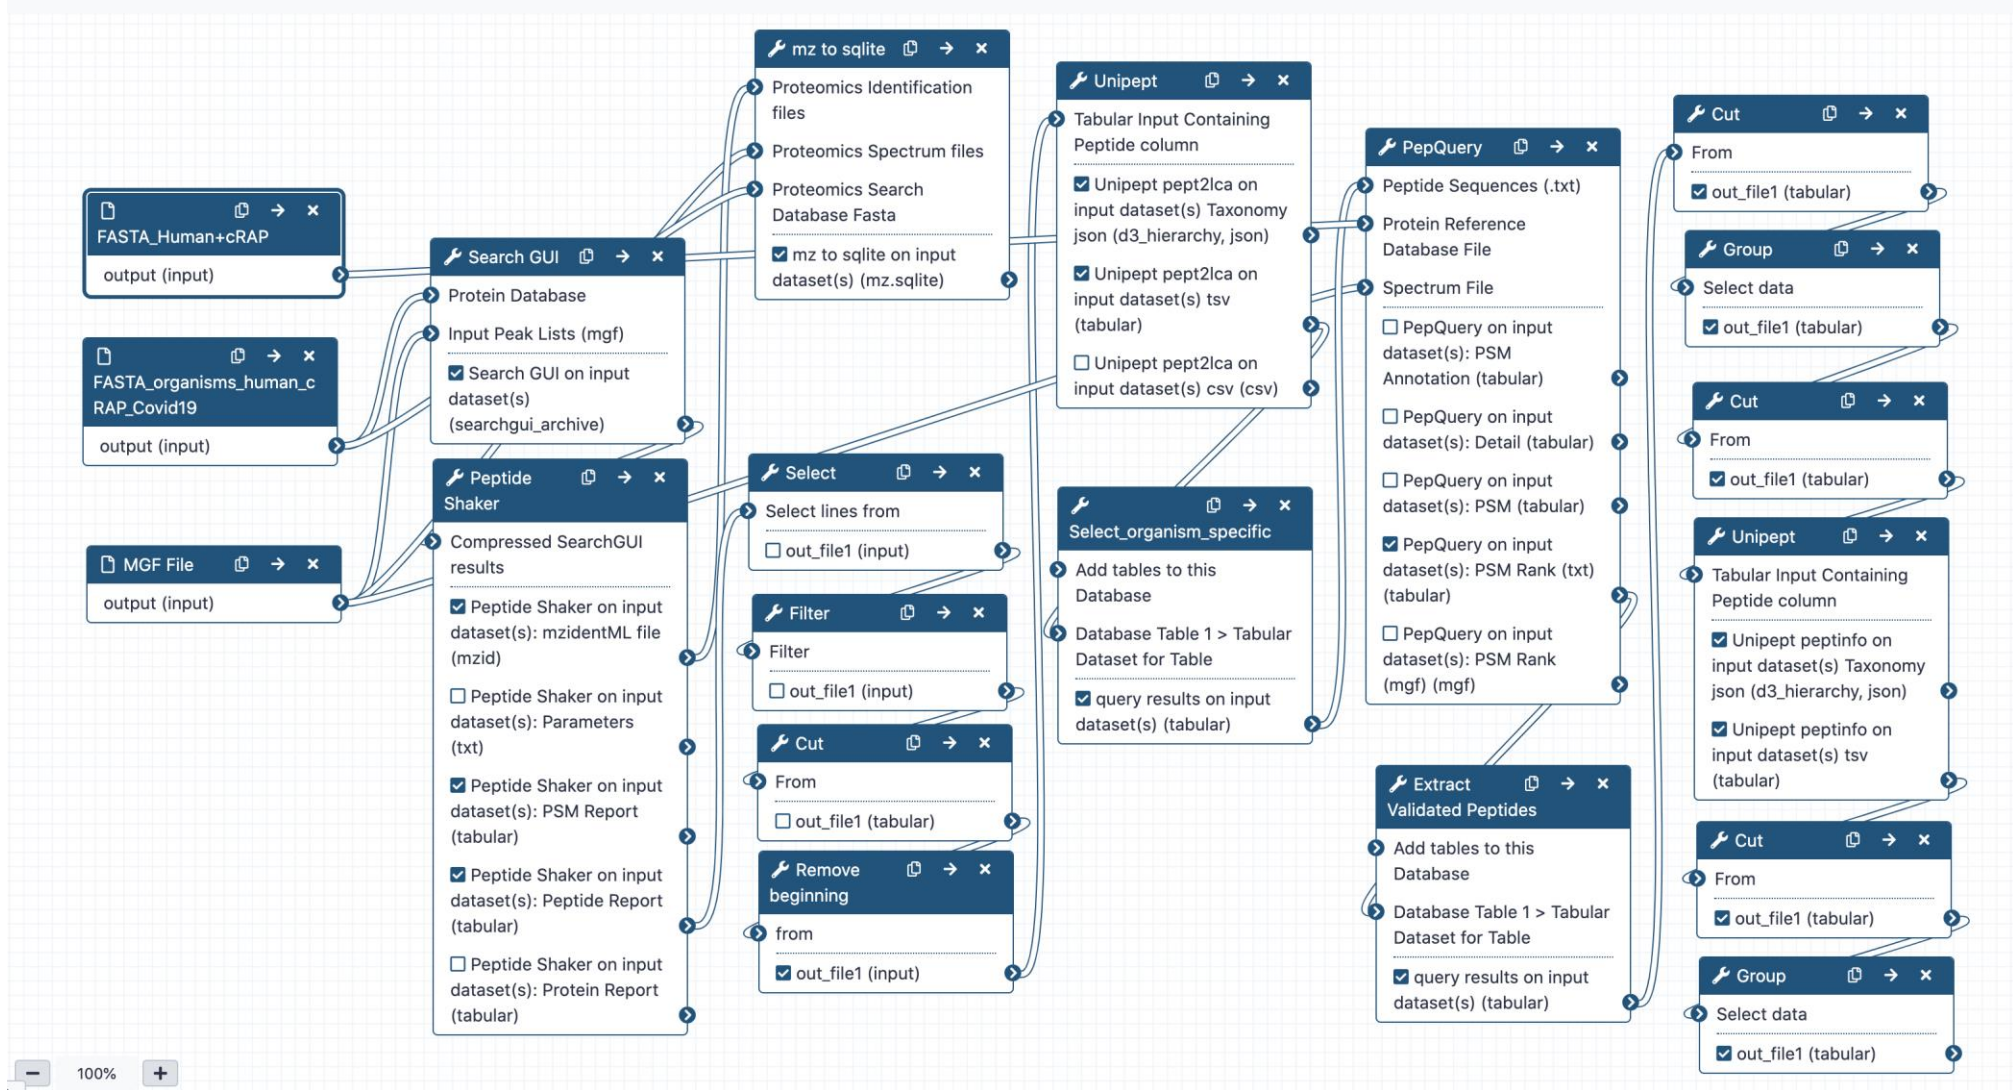 FASTA_Human+cRAP
output (input)
FASTA_organisms_human_c
RAP_Covid19
output (input)
MGF File
output (input)
Search GUI
Protein Database
Input Peak Lists (mgf)
Search GUI on input
dataset(s)
(searchgui_archive)
Peptide
Shaker
Compressed SearchGUI
results
Peptide Shaker on input
dataset(s): mzidentML file
(mzid)
Peptide Shaker on input
dataset(s): Parameters
(txt)
Peptide Shaker on input
dataset(s): PSM Report
(tabular)
Peptide Shaker on input
dataset(s): Peptide Report
(tabular)
Peptide Shaker on input
dataset(s): Protein Report
(tabular)
mz to sqlite
Proteomics Identification
files
Proteomics Spectrum files
Proteomics Search
Database Fasta
mz to sqlite on input
dataset(s) (mz.sqlite)
Select
Select lines from
out_file1 (input)
Filter
Filter
out_file1 (input)
Cut
From
out_file1 (tabular)
Remove
beginning
from
out_file1 (input)
Unipept
Tabular Input Containing
Peptide column
Unipept pept2lca on
input dataset(s) Taxonomy
json (d3_hierarchy, json)
Unipept pept2lca on
input dataset(s) tsv
(tabular)
Unipept pept2lca on
input dataset(s) csv (csv)
Select_organism_specific
Add tables to this
Database
Database Table 1 > Tabular
Dataset for Table
query results on input
dataset(s) (tabular)
PepQuery
Peptide Sequences (.txt)
Protein Reference
Database File
Spectrum File
PepQuery on input
dataset(s): PSM
Annotation (tabular)
PepQuery on input
dataset(s): Detail (tabular)
PepQuery on input
dataset(s): PSM (tabular)
PepQuery on input
dataset(s): PSM Rank (txt)
(tabular)
PepQuery on input
dataset(s): PSM Rank
(mgf) (mgf)
Extract
Validated Peptides
Add tables to this
Database
Database Table 1 > Tabular
Dataset for Table
query results on input
dataset(s) (tabular)
Cut
From
out_file1 (tabular)
Group
Select data
out_file1 (tabular)
Cut
From
out_file1 (tabular)
Unipept
Tabular Input Containing
Peptide column
Unipept peptinfo on
input dataset(s) Taxonomy
json (d3_hierarchy, json)
Unipept peptinfo on
input dataset(s) tsv
(tabular)
Cut
From
out_file1 (tabular)
Group
Select data
out_file1 (tabular)
100%